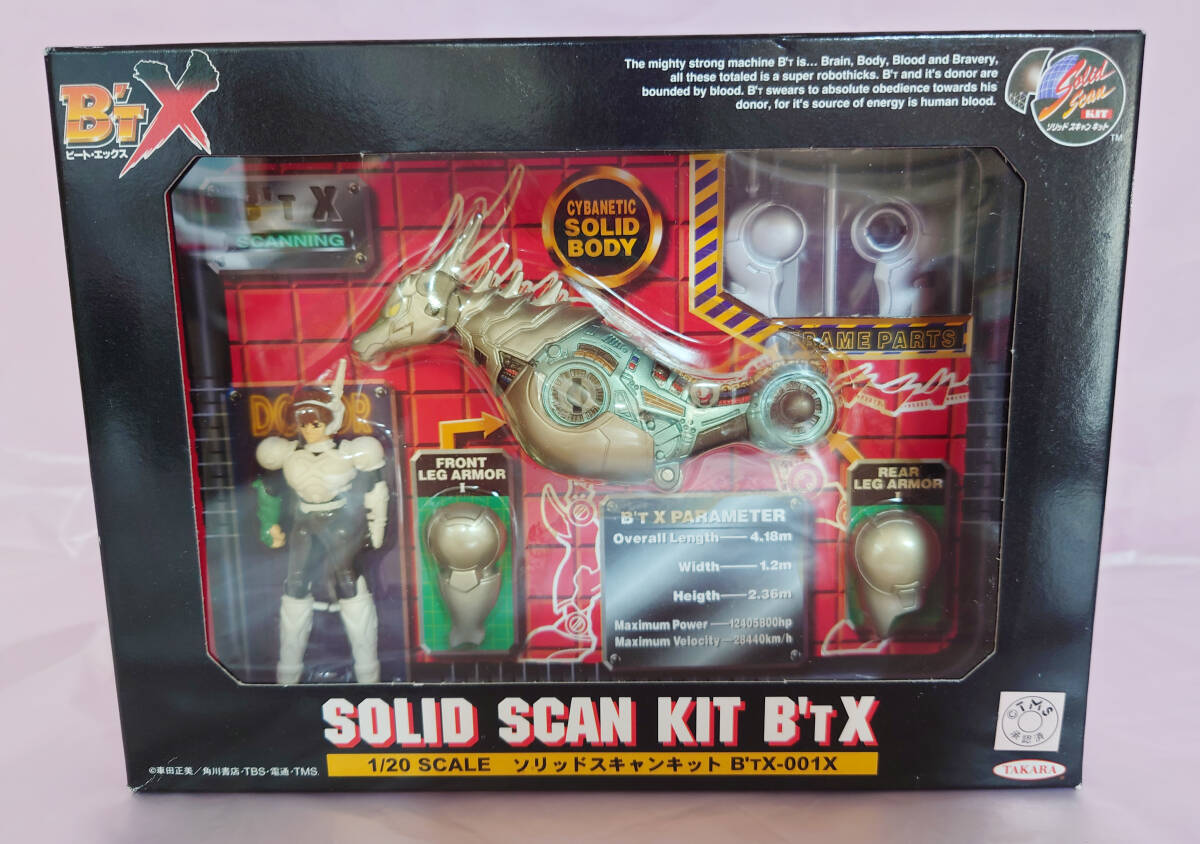 B'TX
ビート・エックス
The mighty strong machine B'T is... Brain, Body, Blood and Bravery,
all these totaled is a super robothicks. B'T and it's donor are
bounded by blood. B'T swears to absolute obedience towards his
donor, for it's source of energy is human blood.
Solid
Scan
KIT
ソリッドスキャンキット
TM
B'T X
SCANNING
CYBANETIC
SOLID
BODY
FRAME PARTS
FRONT
LEG ARMOR
REAR
LEG ARMOR
B'T X PARAMETER
Overall Length — 4.18m
Width — 1.2m
Heigth — 2.36m
Maximum Power — 12405800hp
Maximum Velocity — 28440km/h
SOLID SCAN KIT B'TX
1/20 SCALE ソリッドスキャンキット B'TX-001X
©車田正美／角川書店・TBS・電通・TMS.
©TMS
承認済
TAKARA